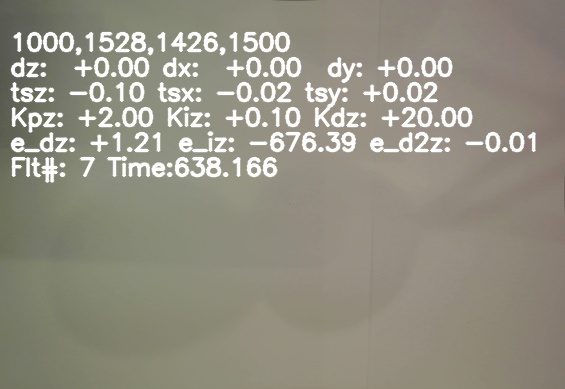 1000,1528,1426,1500
dz: +0.00 dx: +0.00 dy: +0.00
tsz: -0.10 tsx: -0.02 tsy: +0.02
Kpz: +2.00 Kiz: +0.10 Kdz: +20.00
e_dz: +1.21 e_iz: -676.39 e_d2z: -0.01
Flt#: 7 Time:638.166